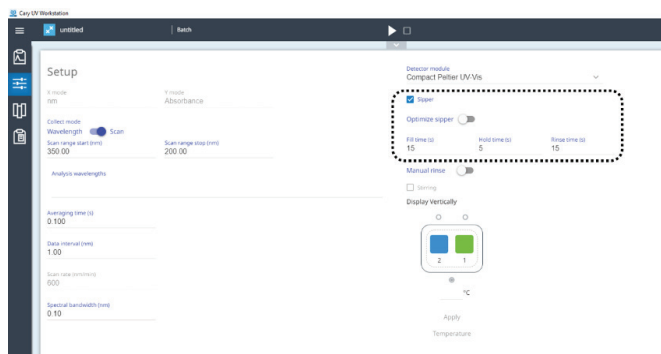 Cary UV Workstation
untitled
Batch
Setup
X mode
nm
Y mode
Absorbance
Collect mode
Wavelength Scan
Scan range start (nm)
350.00
Scan range stop (nm)
200.00
Analysis wavelengths
Averaging time (s)
0.100
Data interval (nm)
1.00
Scan rate (nm/min)
600
Spectral bandwidth (nm)
0.10
Detector module
Compact Peltier UV-Vis
Sipper
Optimize sipper
Fill time (s)
15
Hold time (s)
5
Rinse time (s)
15
Manual rinse
Stirring
Display Vertically
2 1
°C
Apply
Temperature